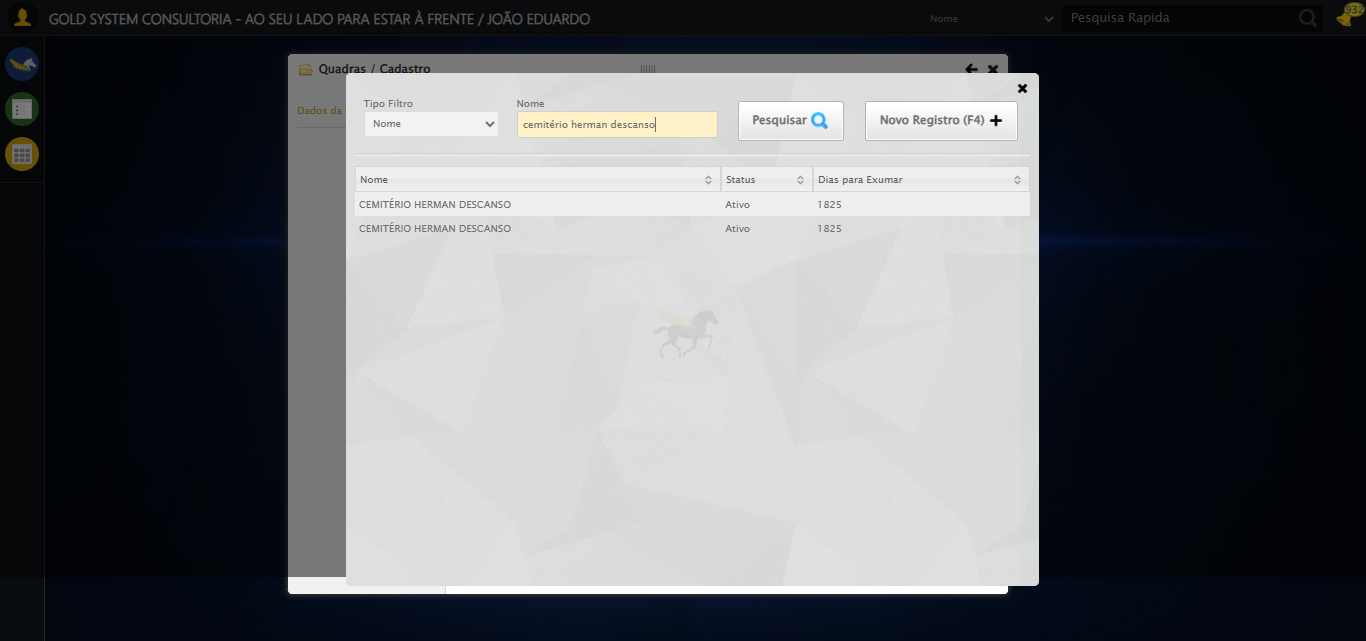 GOLD SYSTEM CONSULTORIA - AO SEU LADO PARA ESTAR À FRENTE / JOÃO EDUARDO
Nome
Pesquisa Rapida
932
Quadras / Cadastro
Dados da
Tipo Filtro
Nome
Nome
cemitério herman descanso
Pesquisar
Novo Registro (F4)
Nome Status Dias para Exumar
CEMITÉRIO HERMAN DESCANSO Ativo 1825
CEMITÉRIO HERMAN DESCANSO Ativo 1825